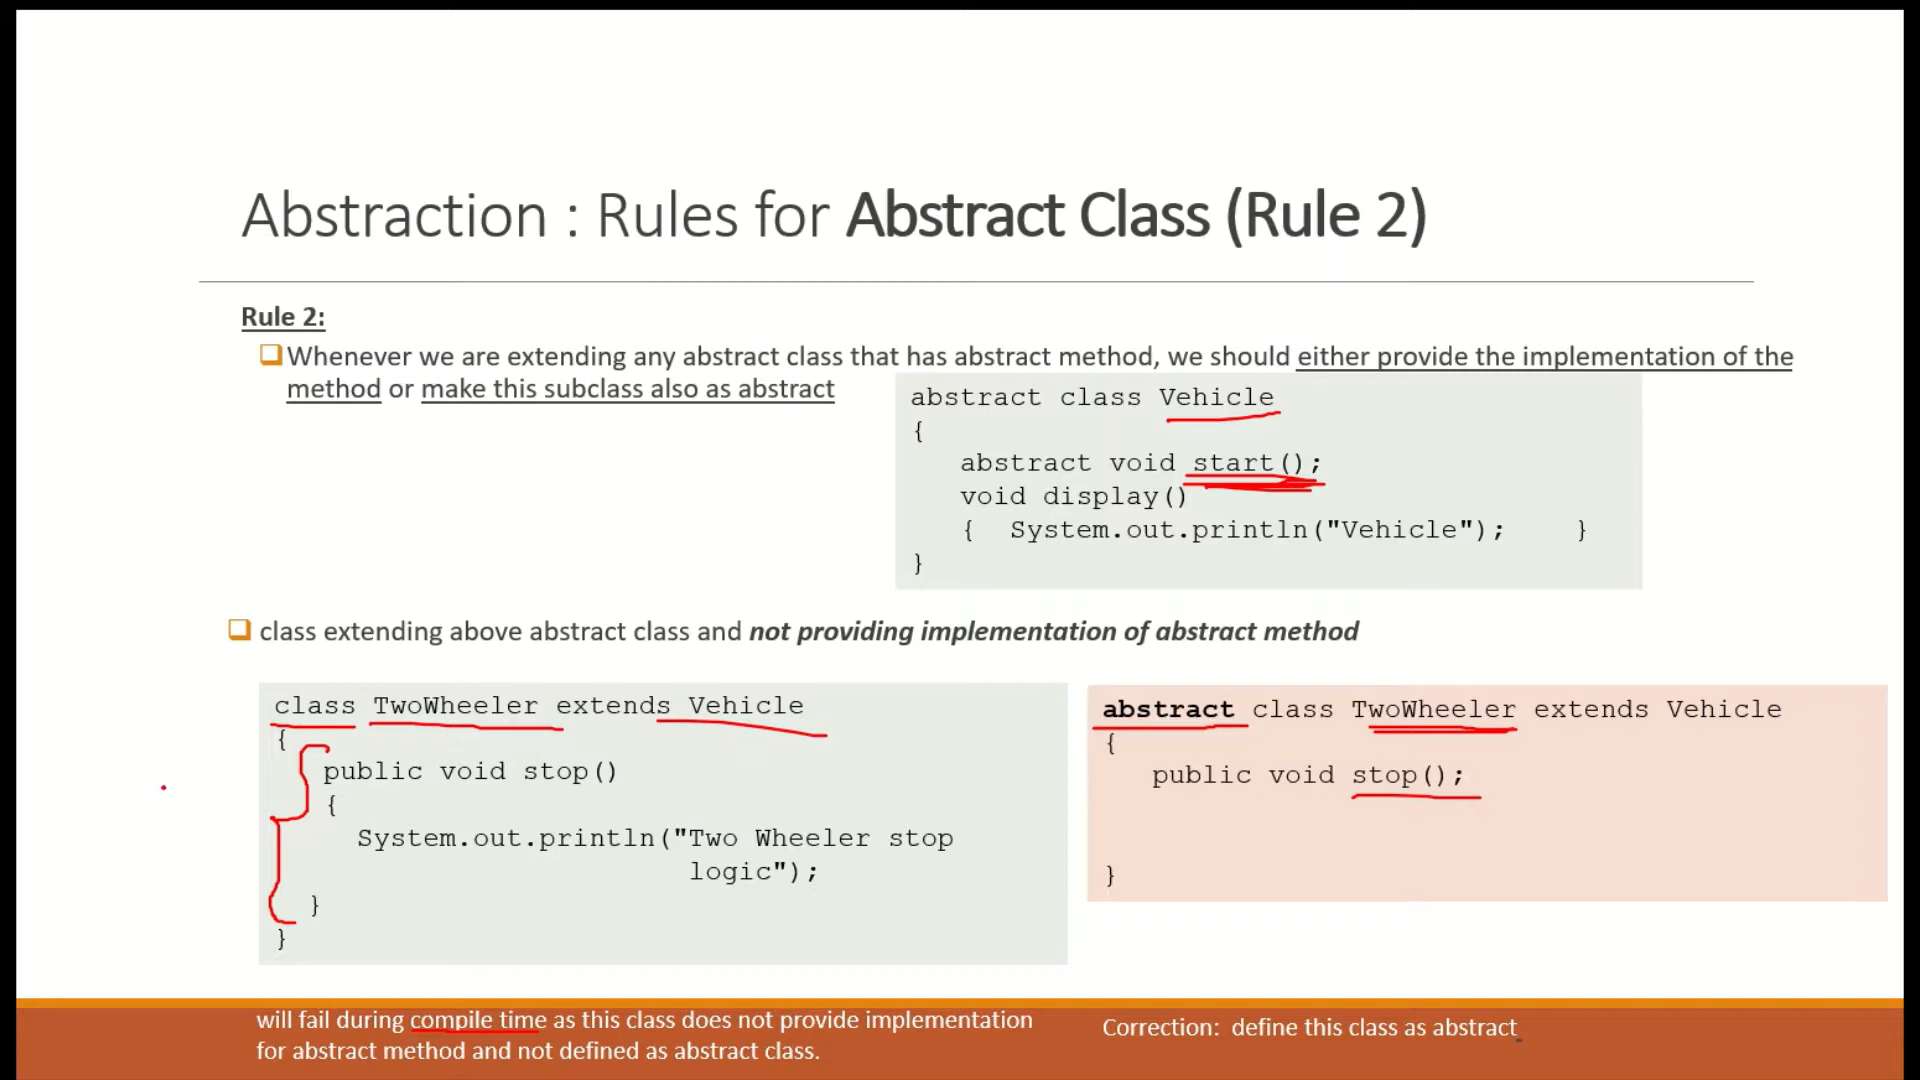 Abstraction : Rules for Abstract Class (Rule 2)
Rule 2:
Whenever we are extending any abstract class that has abstract method, we should either provide the implementation of the
method or make this subclass also as abstract
abstract class Vehicle
{
abstract void start();
void display()
{ System.out.println("Vehicle"); }
}
class extending above abstract class and not providing implementation of abstract method
class TwoWheeler extends Vehicle
{
public void stop()
{
System.out.println("Two Wheeler stop
logic");
}
}
abstract class TwoWheeler extends Vehicle
{
public void stop();
}
will fail during compile time as this class does not provide implementation
for abstract method and not defined as abstract class.
Correction: define this class as abstract